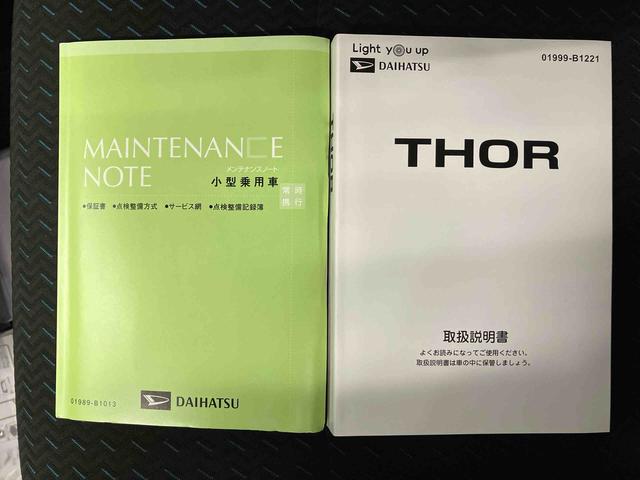 MAINTENANCE
NOTE
メンテナンスノート
小型乗用車
常時
携行
●保証書 ●点検整備方式 ●サービス網 ●点検整備記録簿
01989-B1013
DAIHATSU
Light you up
DAIHATSU
01999-B1221
THOR
取扱説明書
よくお読みになってご使用ください。
取扱説明書は車の中に保管しましょう。